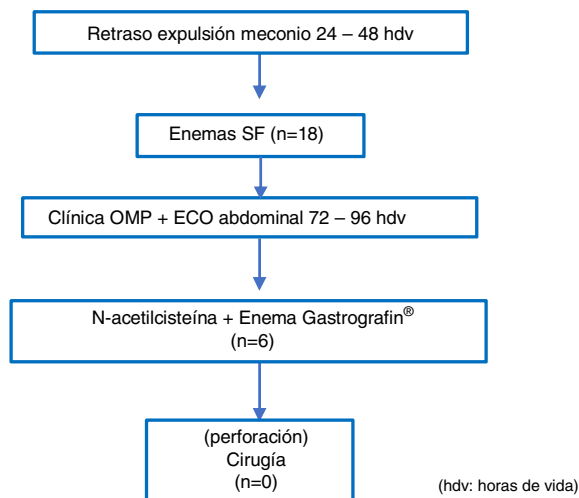 Retraso expulsión meconio 24 – 48 hdv
Enemas SF (n=18)
Clínica OMP + ECO abdominal 72 – 96 hdv
N-acetilcisteína + Enema Gastrografin®
(n=6)
(perforación)
Cirugía
(n=0)
(hdv: horas de vida)